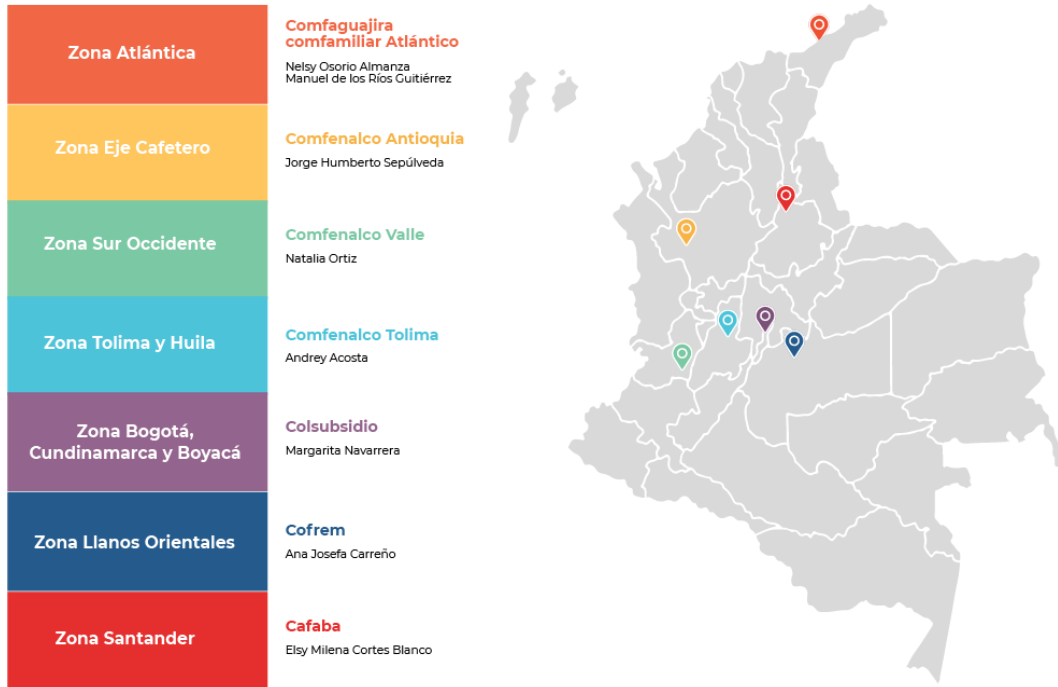 Zona Atlántica
Comfaguajira
comfamiliar Atlántico
Nelsy Osorio Almanza
Manuel de los Ríos Guitiérrez
Zona Eje Cafetero
Comfenalco Antioquia
Jorge Humberto Sepúlveda
Zona Sur Occidente
Comfenalco Valle
Natalia Ortiz
Zona Tolima y Huila
Comfenalco Tolima
Andrey Acosta
Zona Bogotá,
Cundinamarca y Boyacá
Colsubsidio
Margarita Navarrera
Zona Llanos Orientales
Cofrem
Ana Josefa Carreño
Zona Santander
Cafaba
Elsy Milena Cortes Blanco